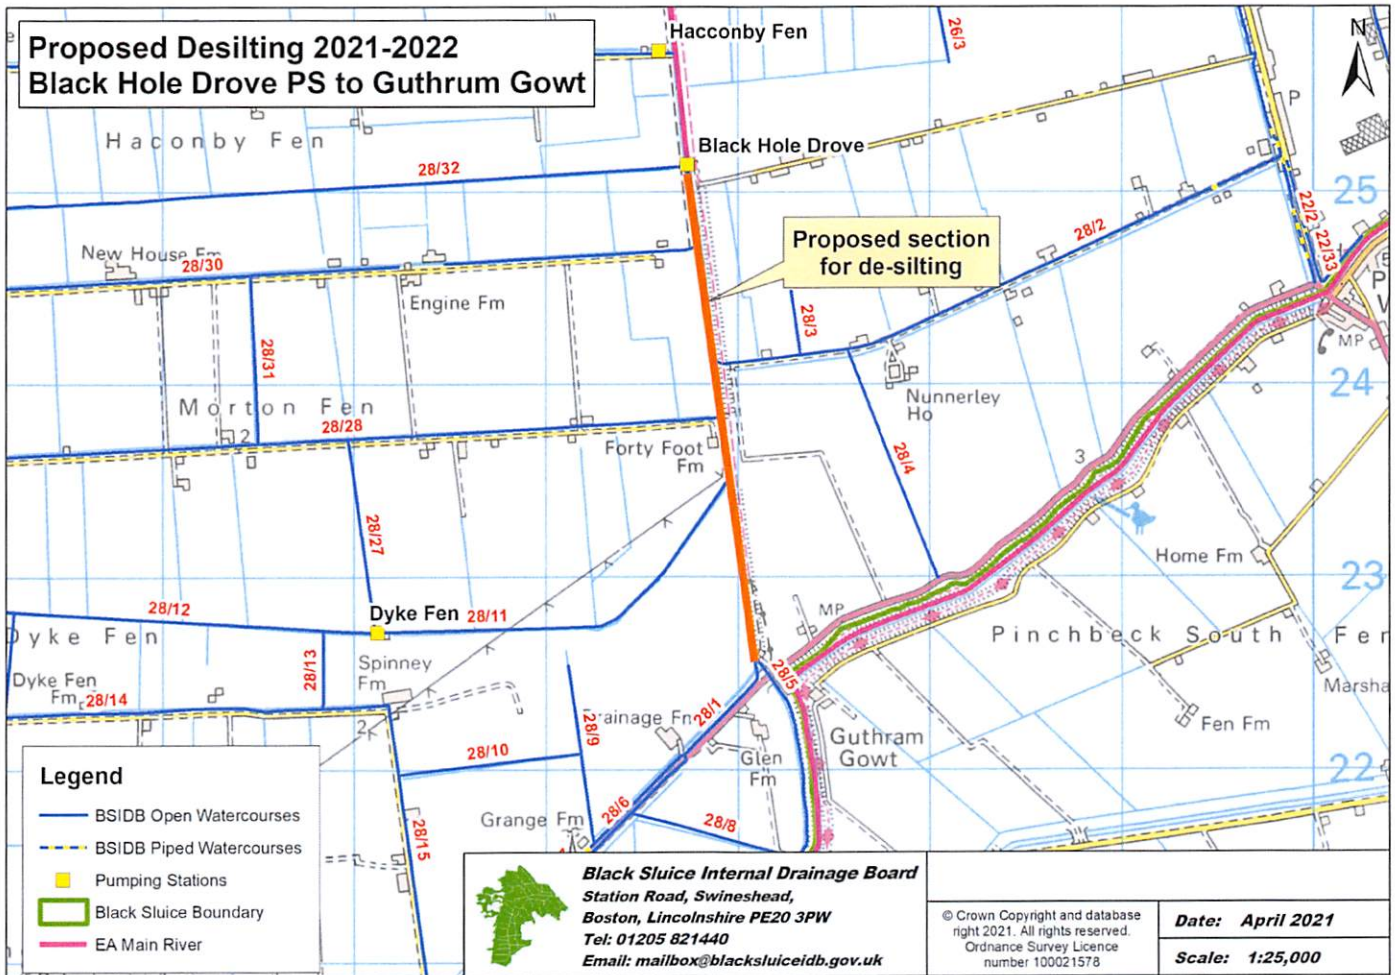 Proposed Desilting 2021-2022
Black Hole Drove PS to Guthrum Gowt
Hacconby Fen
26/3
N
Haconby Fen
28/32
Black Hole Drove
P
25
22/2
22/33
New House Fm
28/30
Engine Fm
Proposed section
for de-silting
28/2
28/3
28/31
Morton Fen
28/28
2
Forty Foot
Fm
Nunnerley
Ho
28/4
24
MP
3
28/27
Home Fm
23
28/12
Dyke Fen
28/11
Dyke Fen
28/13
Spinney
Fm
Dyke Fen
Fm
28/14
2
MP
Pinchbeck South Fen
28/5
Marsha
Fen Fm
28/9
28/1
Drainage Fm
Glen
Fm
Guthram
Gowt
22
28/10
28/15
Grange Fm
28/6
28/8
Legend
BSIDB Open Watercourses
BSIDB Piped Watercourses
Pumping Stations
Black Sluice Boundary
EA Main River
Black Sluice Internal Drainage Board
Station Road, Swineshead,
Boston, Lincolnshire PE20 3PW
Tel: 01205 821440
Email: mailbox@blacksluiceidb.gov.uk
© Crown Copyright and database
right 2021. All rights reserved.
Ordnance Survey Licence
number 100021578
Date: April 2021
Scale: 1:25,000